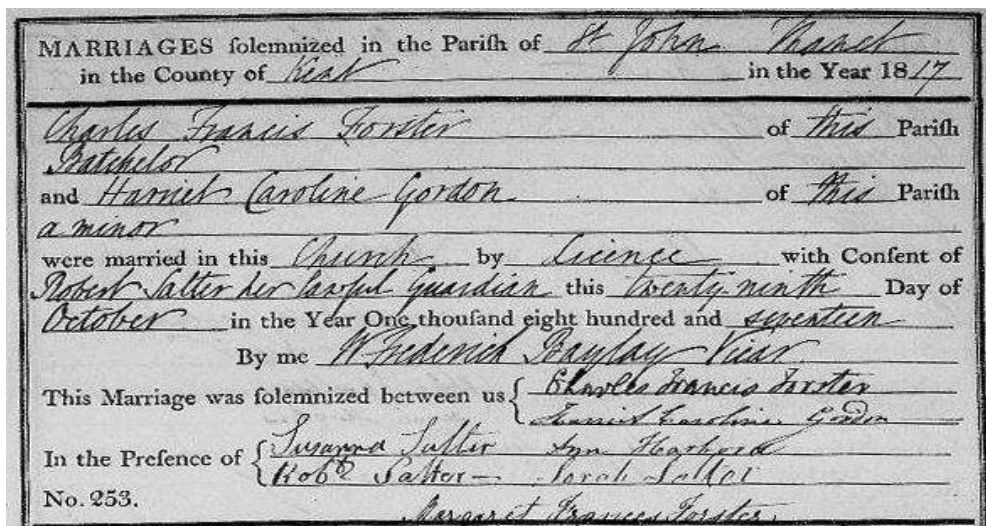 MARRIAGES ſolemnized in the Pariſh of St John Thanet
in the County of Kent in the Year 1817
Charles Francis Forster of this Pariſh
Batchelor
and Harriet Caroline Gordon of this Pariſh
a minor
were married in this Church by Licence with Conſent of
Robert Salter her lawful Guardian this twenty ninth Day of
October in the Year One thouſand eight hundred and seventeen
By me W Frederick Baylay Vicar
This Marriage was ſolemnized between us { Charles Francis Forster
Harriet Caroline Gordon
In the Preſence of { Susanna Salter
Robt Salter Sarah Salter
No. 253.
Margaret Frances Forster